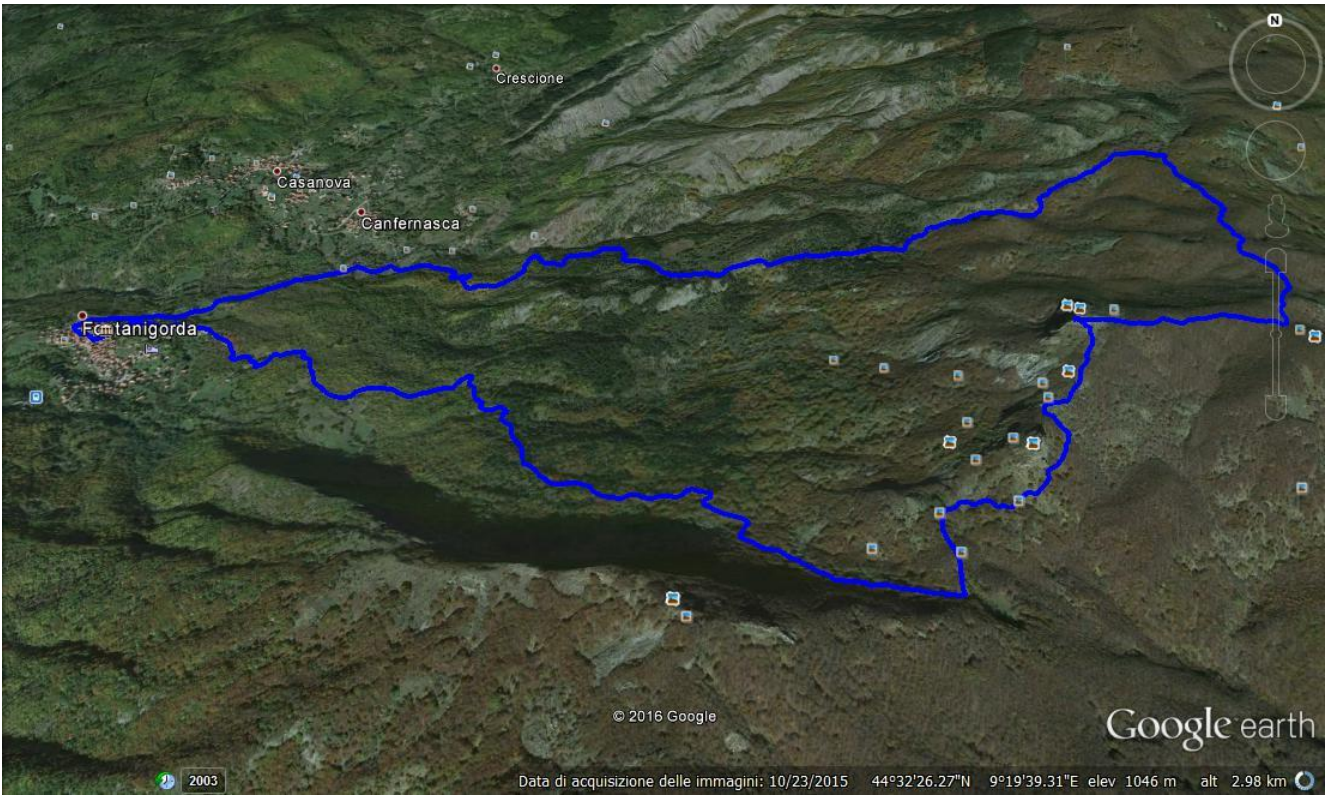 N
Crescione
Casanova
Canfernasca
Fontanigorda
© 2016 Google
Google earth
2003
Data di acquisizione delle immagini: 10/23/2015 44°32'26.27"N 9°19'39.31"E elev 1046 m alt 2.98 km